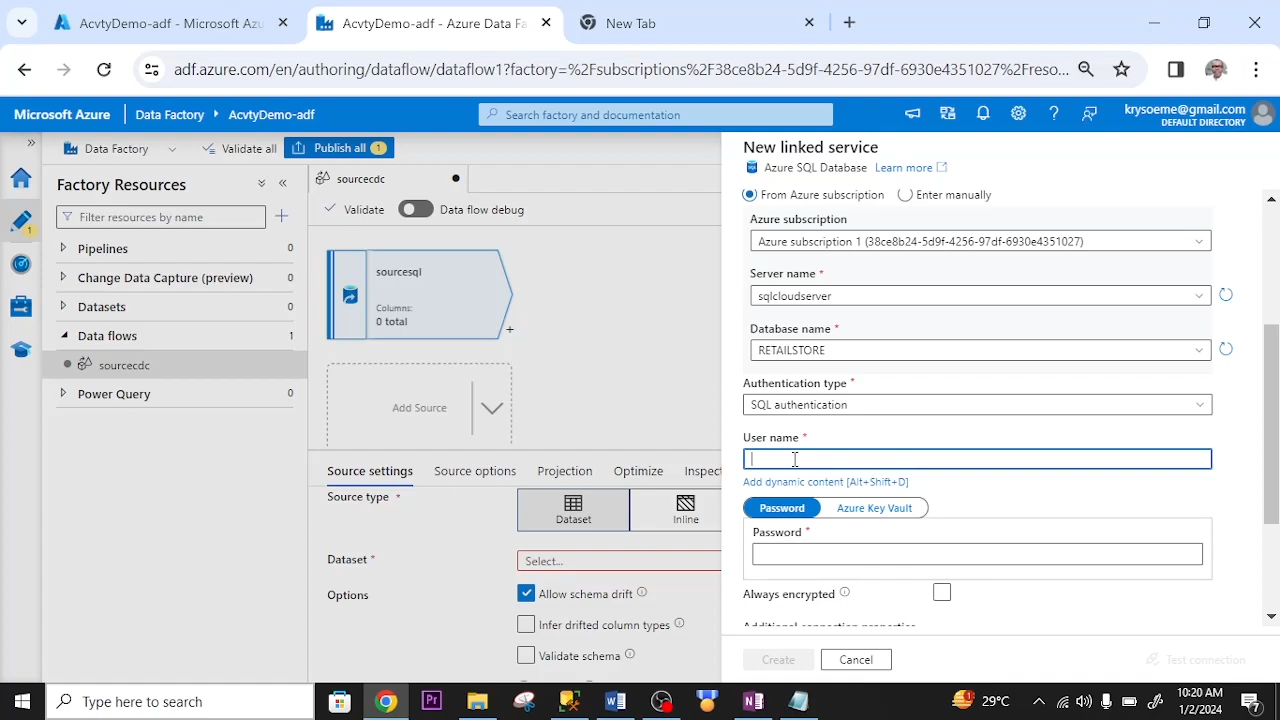 AcvtyDemo-adf - Microsoft Azu
AcvtyDemo-adf - Azure Data Fa
New Tab
adf.azure.com/en/authoring/dataflow/dataflow1?factory=%2Fsubscriptions%2F38ce8b24-5d9f-4256-97df-6930e4351027%2Freso...
Microsoft Azure
Data Factory
AcvtyDemo-adf
Search factory and documentation
krysoeme@gmail.com
DEFAULT DIRECTORY
Data Factory
Validate all
Publish all 1
Factory Resources
Filter resources by name
Pipelines 0
Change Data Capture (preview) 0
Datasets 0
Data flows 1
sourcecdc
Power Query 0
1
sourcecdc
Validate
Data flow debug
sourcesql
Columns:
0 total
+
Add Source
Source settings
Source options
Projection
Optimize
Inspect
Source type *
Dataset
Inline
Dataset *
Select...
Options
Allow schema drift
Infer drifted column types
Validate schema
New linked service
Azure SQL Database Learn more
From Azure subscription
Enter manually
Azure subscription
Azure subscription 1 (38ce8b24-5d9f-4256-97df-6930e4351027)
Server name *
sqlcloudserver
Database name *
RETAILSTORE
Authentication type *
SQL authentication
User name *
Add dynamic content [Alt+Shift+D]
Password
Azure Key Vault
Password *
Always encrypted
Additional connection properties
Create
Cancel
Test connection
Type here to search
29°C
10:20 AM
1/2/2024